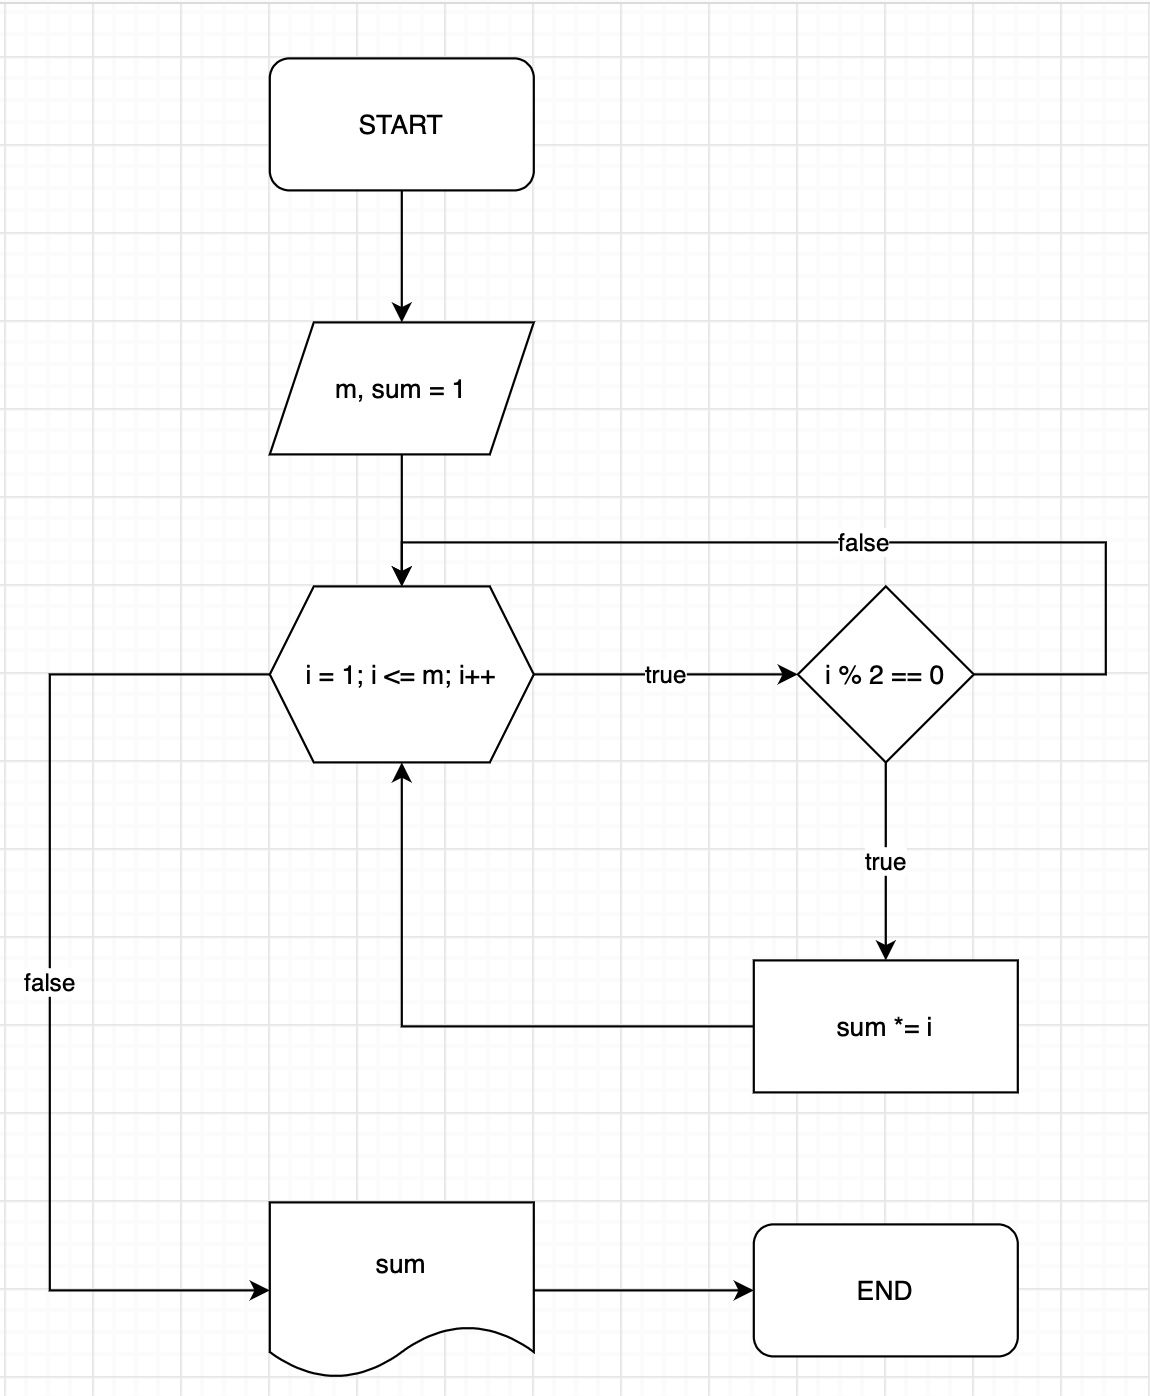 START
m, sum = 1
false
i = 1; i <= m; i++
true
i % 2 == 0
true
false
sum *= i
sum
END